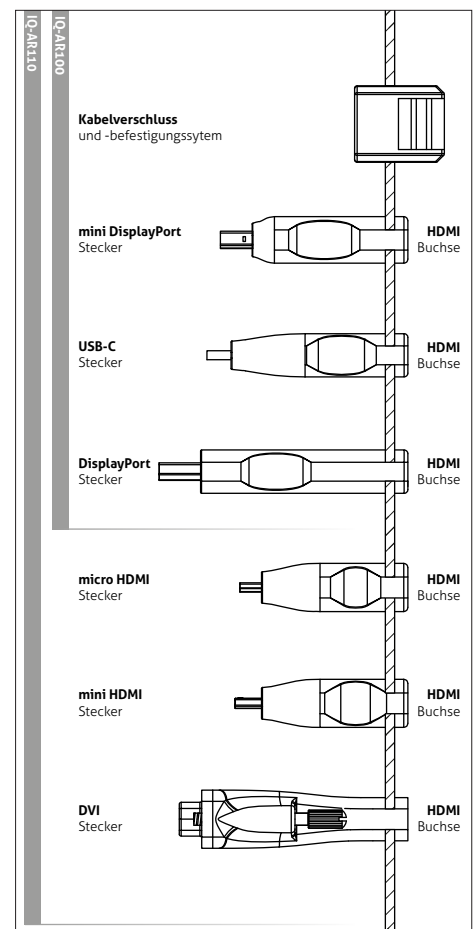 IQ-AR110
IQ-AR100
Kabelverschluss
und -befestigungssytem
mini DisplayPort
Stecker
HDMI
Buchse
USB-C
Stecker
HDMI
Buchse
DisplayPort
Stecker
HDMI
Buchse
micro HDMI
Stecker
HDMI
Buchse
mini HDMI
Stecker
HDMI
Buchse
DVI
Stecker
HDMI
Buchse